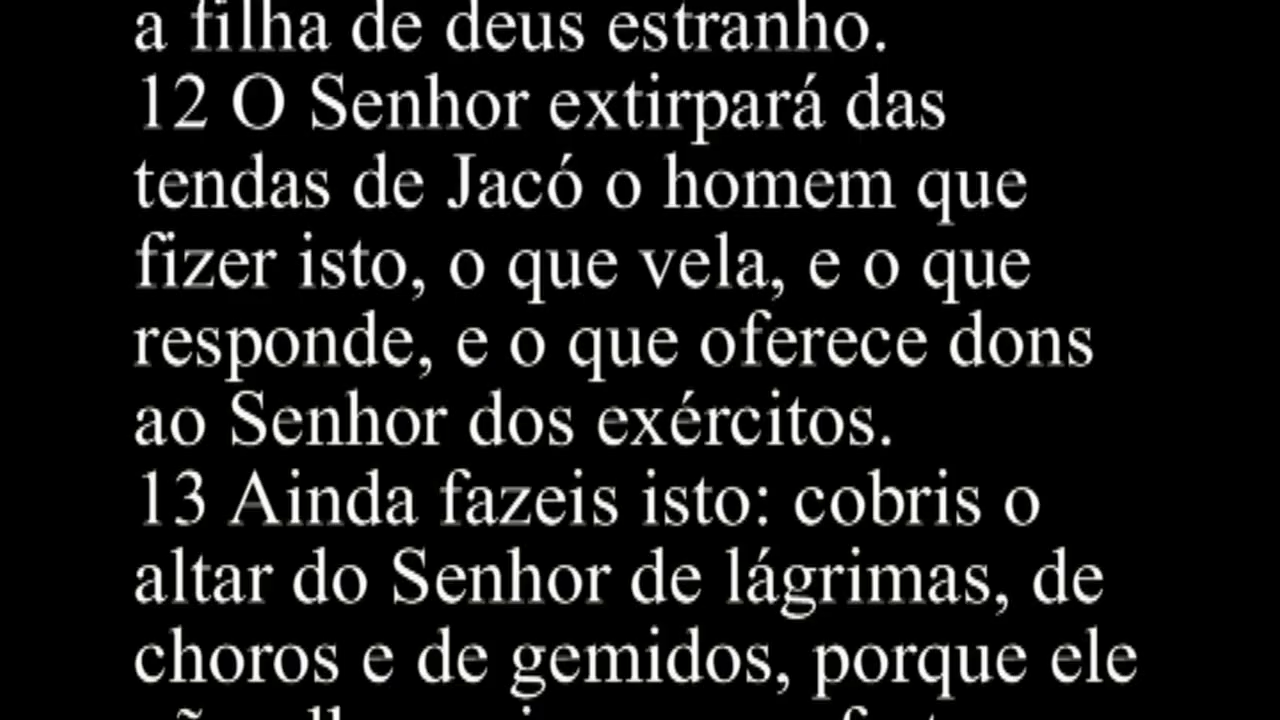 a filha de deus estranho.
12 O Senhor extirpará das
tendas de Jacó o homem que
fizer isto, o que vela, e o que
responde, e o que oferece dons
ao Senhor dos exércitos.
13 Ainda fazeis isto: cobris o
altar do Senhor de lágrimas, de
choros e de gemidos, porque ele